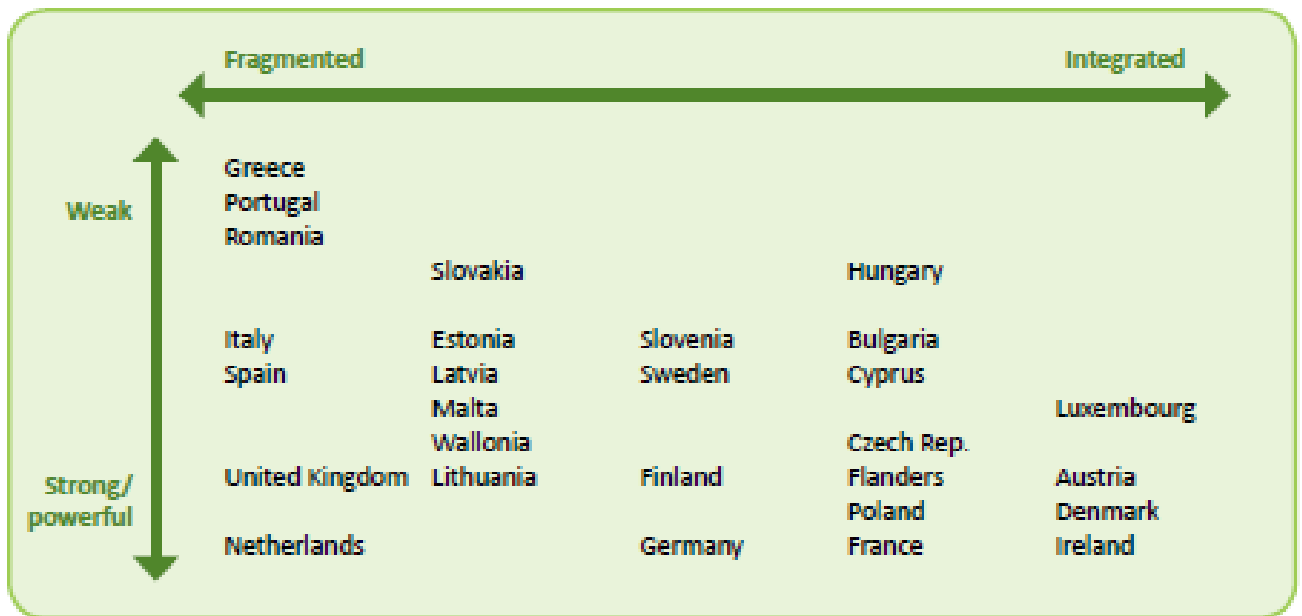 Fragmented Integrated
Greece
Weak Portugal
Romania
Slovakia Hungary
Italy Estonia Slovenia Bulgaria
Spain Latvia Sweden Cyprus
Malta Luxembourg
Wallonia Czech Rep.
United Kingdom Lithuania Finland Flanders Austria
Strong/
powerful Poland Denmark
Netherlands Germany France Ireland